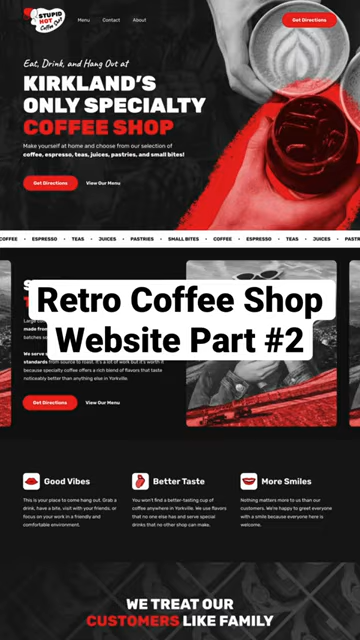 STUPID
HOT
Coffee Club
Menu
Contact
About
Get Directions
Eat, Drink, and Hang Out at
KIRKLAND'S
ONLY SPECIALTY
COFFEE SHOP
Make yourself at home and choose from our selection of
coffee, espresso, teas, juices, pastries, and small bites!
Get Directions
View Our Menu
COFFEE • ESPRESSO • TEAS • JUICES • PASTRIES • SMALL BITES • COFFEE • ESPRESSO • TEAS • JUICES • PASTR
Retro Coffee Shop
Website Part #2
made from
batches
We serve
standards from source to roast. It's a lot of work but it's worth it
because specialty coffee offers a rich blend of flavors that taste
noticeably better than anything else in Yorkville.
Get Directions
View Our Menu
Good Vibes
This is your place to come hang out. Grab a
drink, have a bite, visit with your friends, or
focus on your work in a friendly and
comfortable environment.
Better Taste
You won't find a better-tasting cup of
coffee anywhere in Yorkville. We use flavors
that no one else has and serve special
drinks that no other shop can make.
More Smiles
Nothing matters more to us than our
customers. We're happy to greet everyone
with a smile because everyone here is
welcome.
WE TREAT OUR
CUSTOMERS LIKE FAMILY